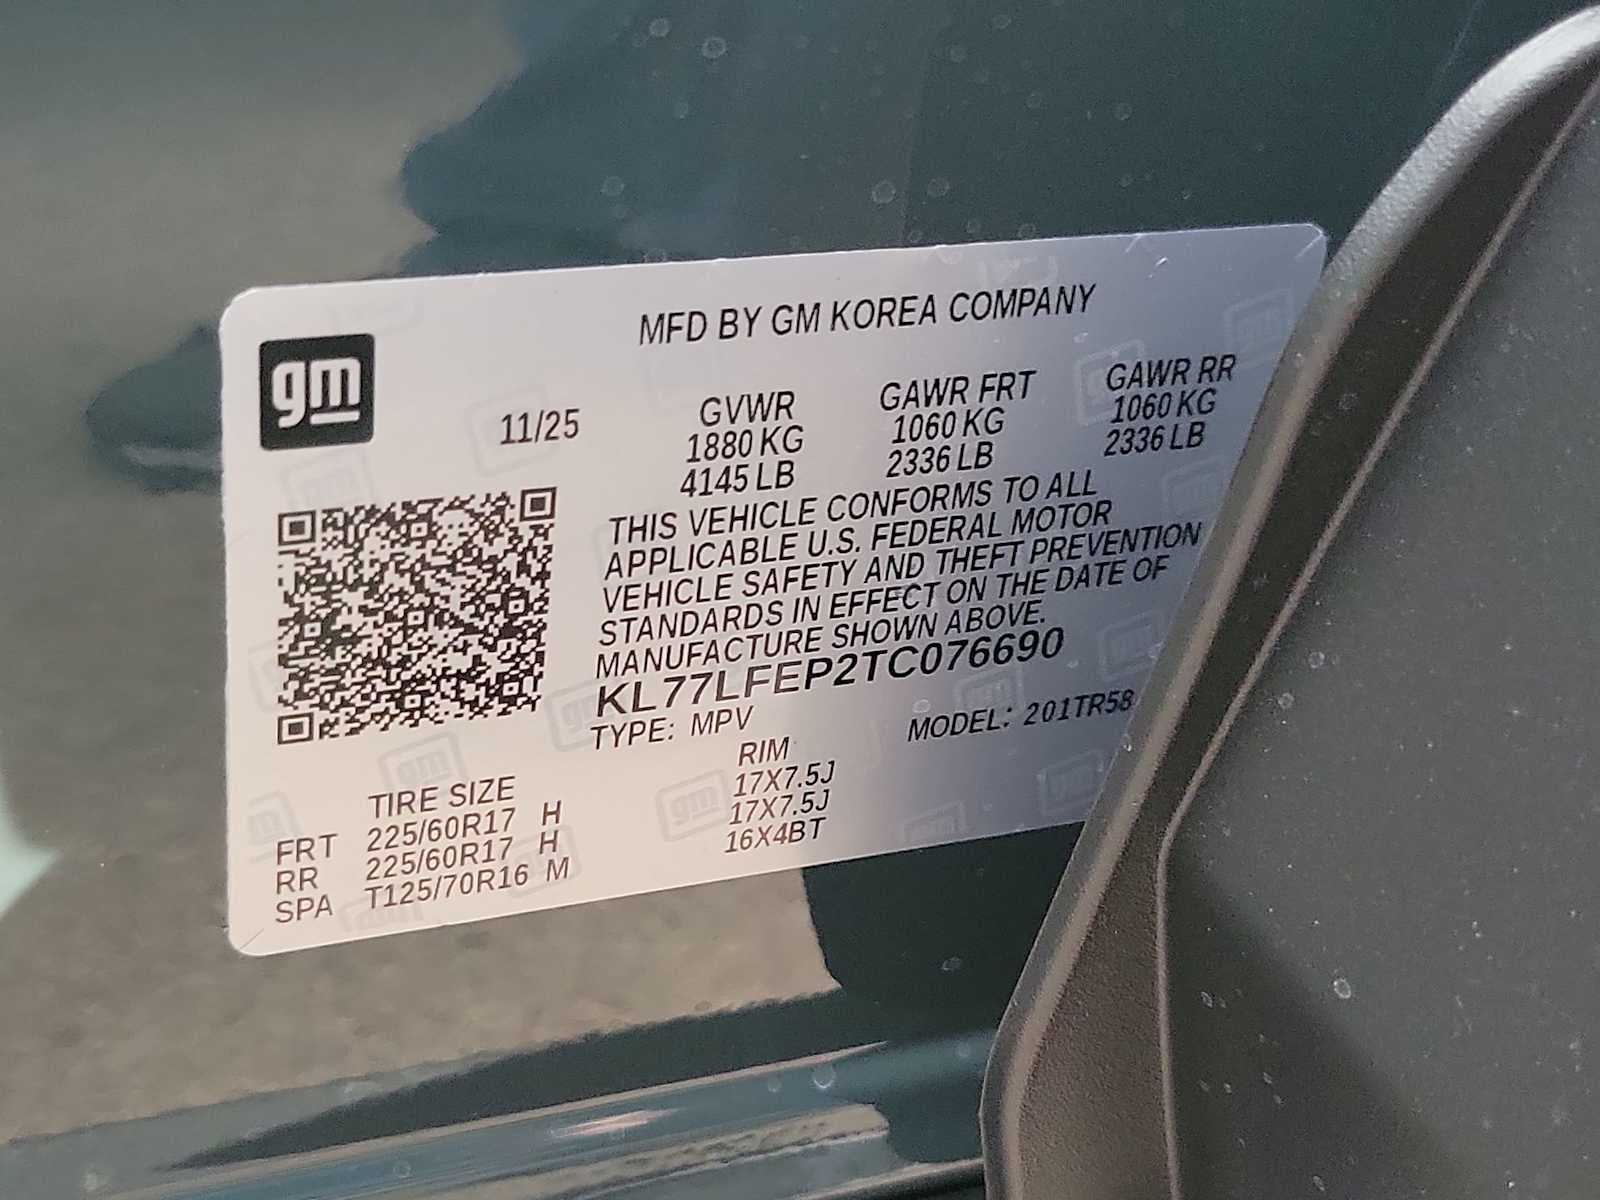 gm
MFD BY GM KOREA COMPANY
11/25 GVWR GAWR FRT GAWR RR
1880 KG 1060 KG 1060 KG
4145 LB 2336 LB 2336 LB
THIS VEHICLE CONFORMS TO ALL
APPLICABLE U.S. FEDERAL MOTOR
VEHICLE SAFETY AND THEFT PREVENTION
STANDARDS IN EFFECT ON THE DATE OF
MANUFACTURE SHOWN ABOVE.
KL77LFEP2TC076690
TYPE: MPV MODEL: 201TR58
TIRE SIZE RIM
FRT 225/60R17 H 17X7.5J
RR 225/60R17 H 17X7.5J
SPA T125/70R16 M 16X4BT